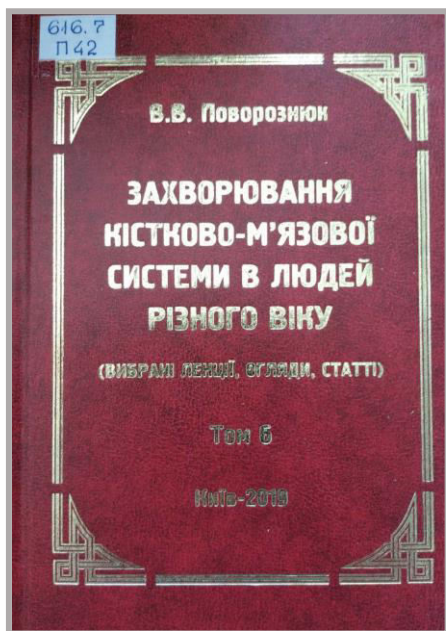 616.7
П42
В.В. Поворознюк
ЗАХВОРЮВАННЯ
КІСТКОВО-М'ЯЗОВОЇ
СИСТЕМИ В ЛЮДЕЙ
РІЗНОГО ВІКУ
(ВИБРАНІ ЛЕКЦІЇ, ОГЛЯДИ, СТАТТІ)
Том 6
Київ-2019